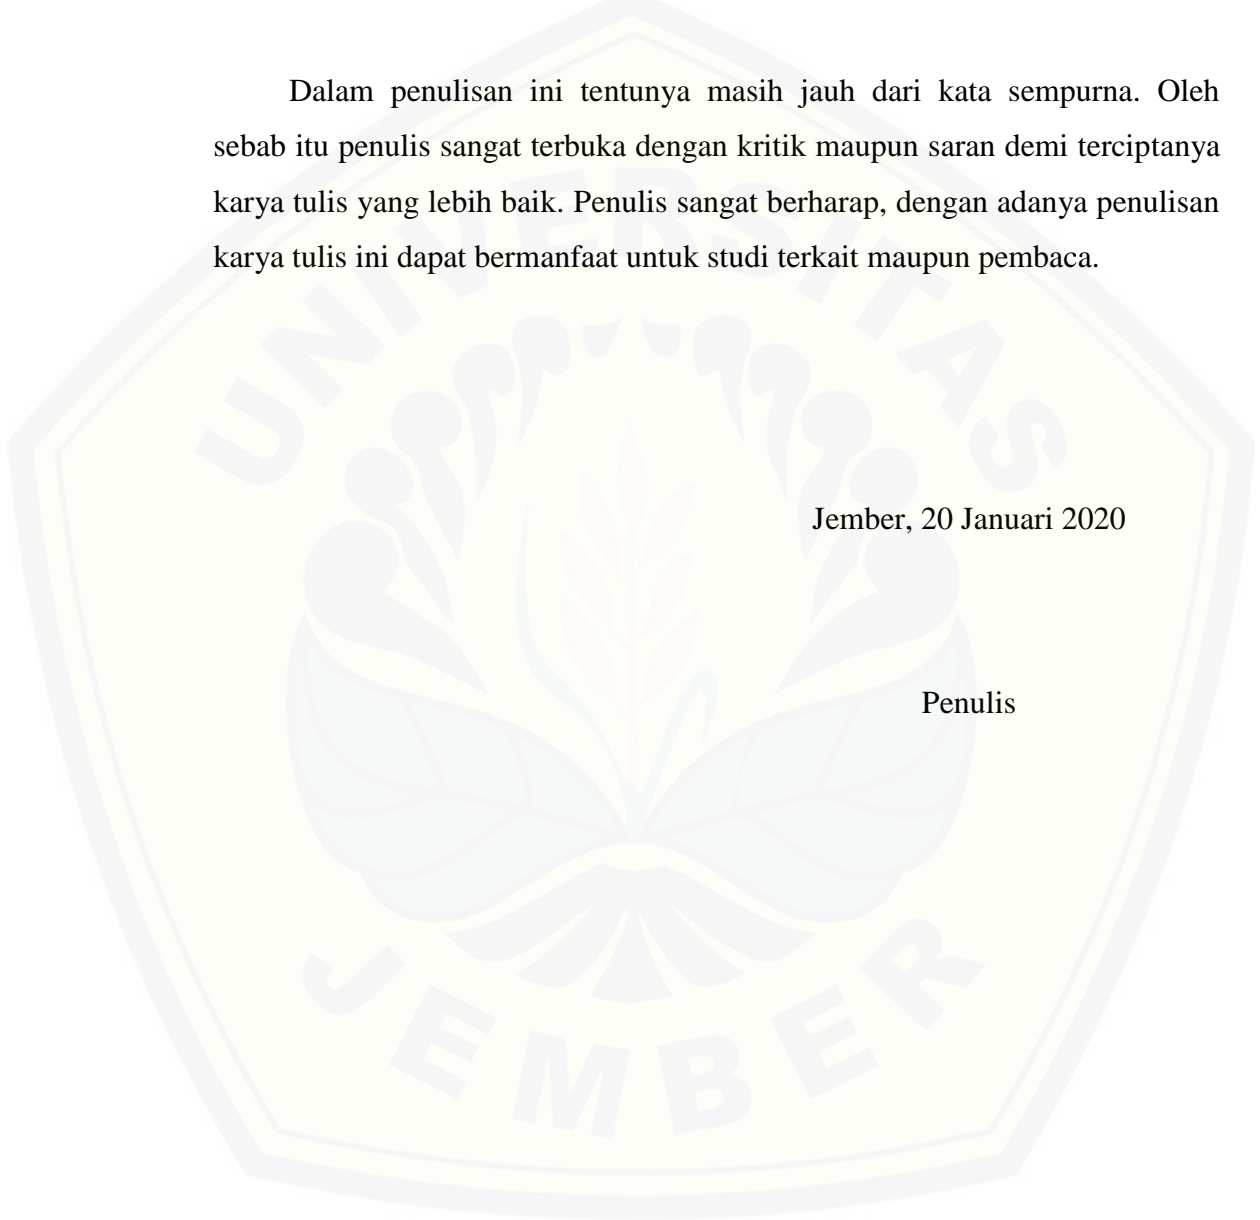 Dalam penulisan ini tentunya masih jauh dari kata sempurna. Oleh
sebab itu penulis sangat terbuka dengan kritik maupun saran demi terciptanya
karya tulis yang lebih baik. Penulis sangat berharap, dengan adanya penulisan
karya tulis ini dapat bermanfaat untuk studi terkait maupun pembaca.
UNIVERSITAS
Jember, 20 Januari 2020
Penulis
JEMBER